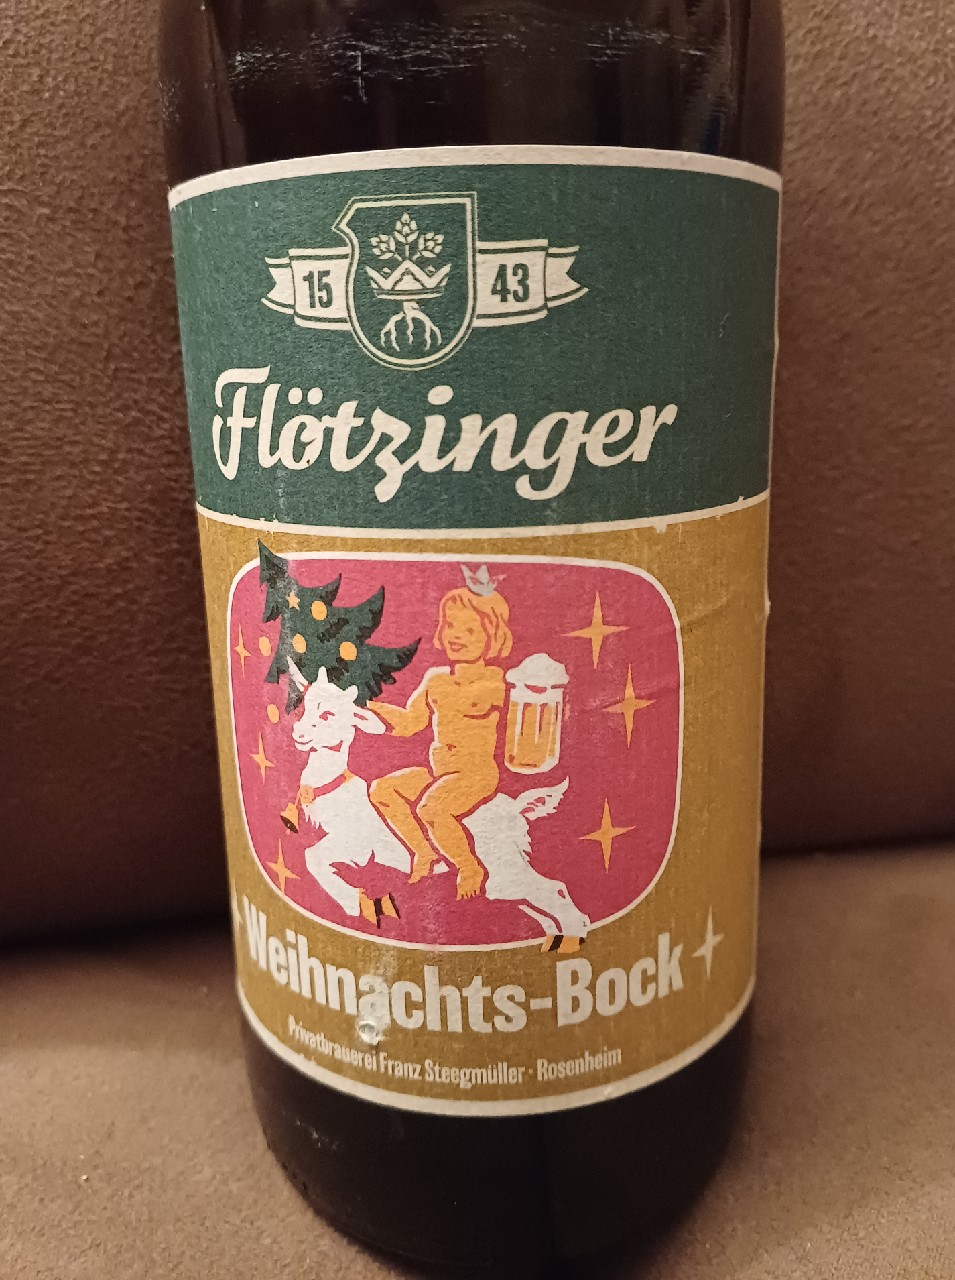 15 43
Flötzinger
Weihnachts-Bock
Privatbrauerei Franz Steegmüller · Rosenheim